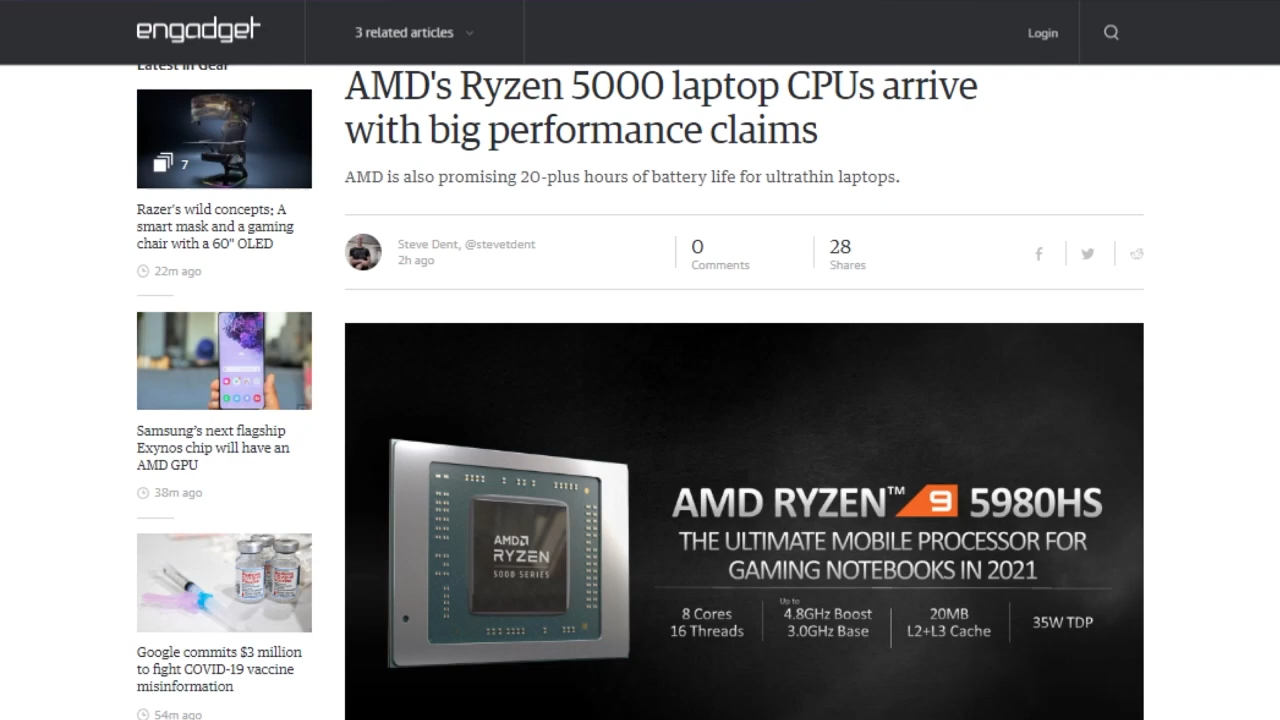 engadget
3 related articles
Login
Latest in Gear
7
Razer's wild concepts: A
smart mask and a gaming
chair with a 60" OLED
22m ago
Samsung's next flagship
Exynos chip will have an
AMD GPU
38m ago
Google commits $3 million
to fight COVID-19 vaccine
misinformation
54m ago
AMD's Ryzen 5000 laptop CPUs arrive
with big performance claims
AMD is also promising 20-plus hours of battery life for ultrathin laptops.
Steve Dent, @stevetdent
2h ago
0
Comments
28
Shares
AMD
RYZEN
5000 SERIES
AMD RYZEN™ 9 5980HS
THE ULTIMATE MOBILE PROCESSOR FOR
GAMING NOTEBOOKS IN 2021
8 Cores
16 Threads
Up to
4.8GHz Boost
3.0GHz Base
20MB
L2+L3 Cache
35W TDP